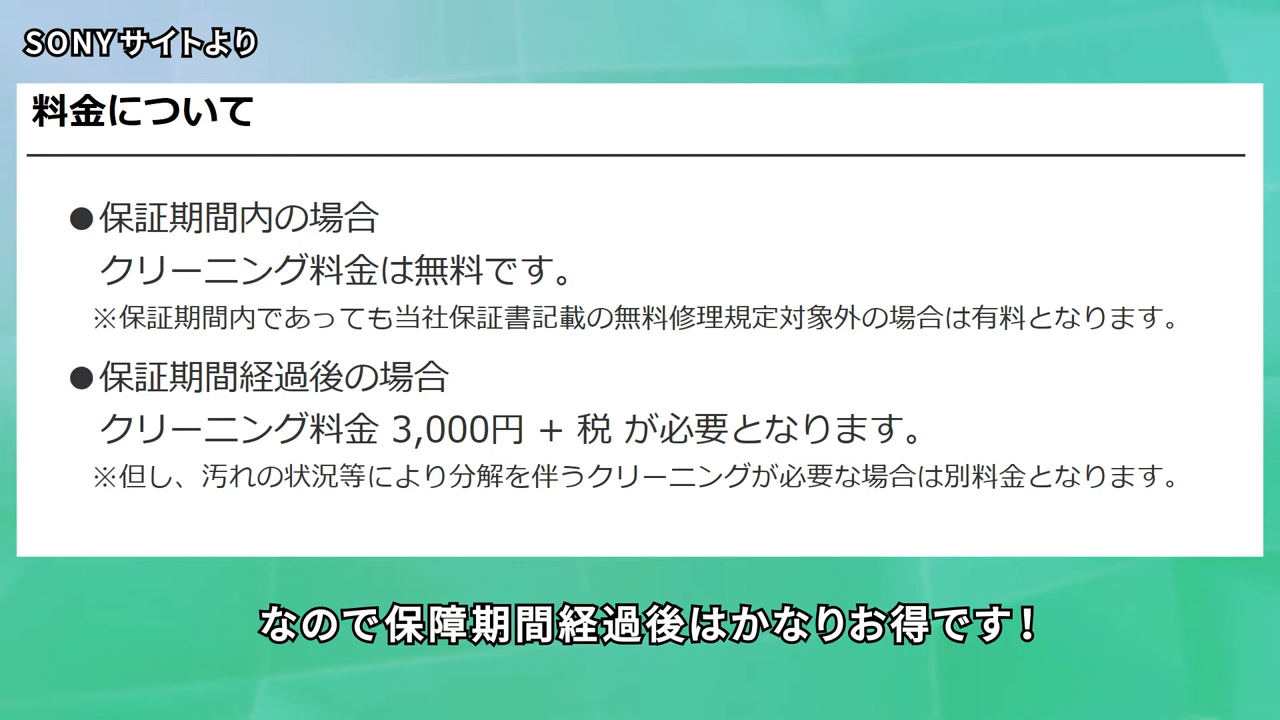 SONYサイトより
料金について
●保証期間内の場合
クリーニング料金は無料です。
※保証期間内であっても当社保証書記載の無料修理規定対象外の場合は有料となります。
●保証期間経過後の場合
クリーニング料金 3,000円 + 税 が必要となります。
※但し、汚れの状況等により分解を伴うクリーニングが必要な場合は別料金となります。
なので保障期間経過後はかなりお得です！